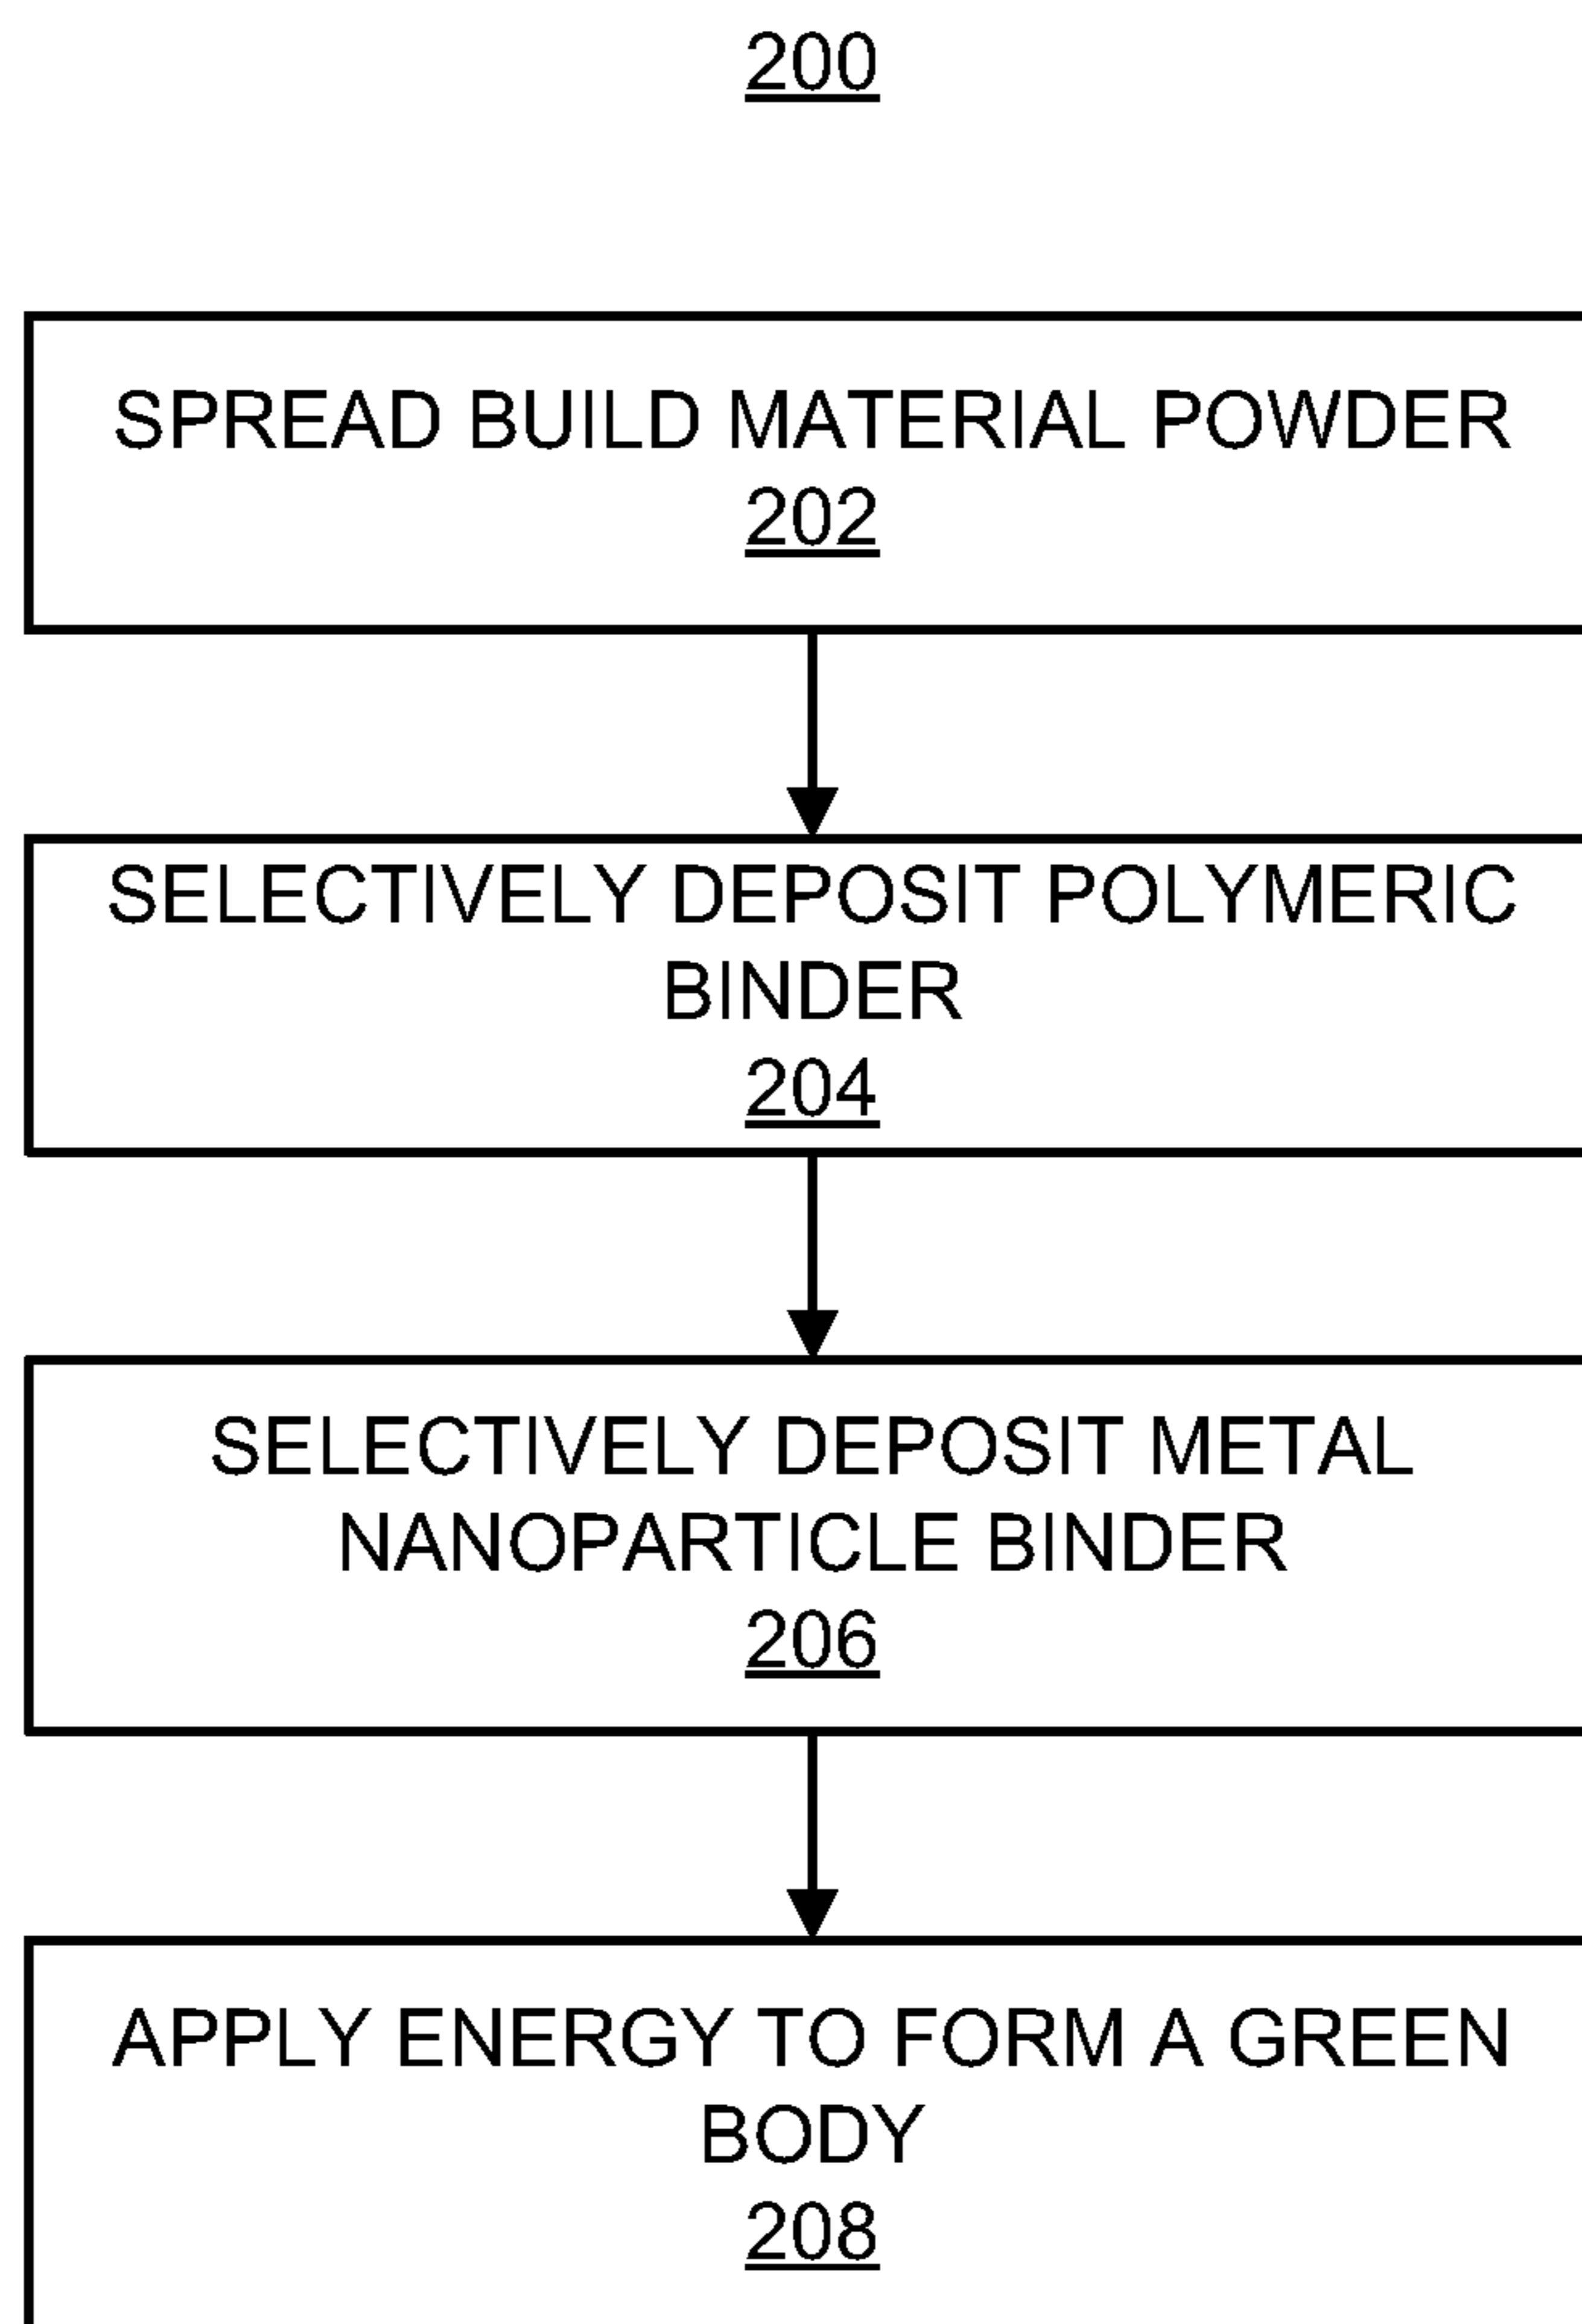 200
SPREAD BUILD MATERIAL POWDER
202
SELECTIVELY DEPOSIT POLYMERIC
BINDER
204
SELECTIVELY DEPOSIT METAL
NANOPARTICLE BINDER
206
APPLY ENERGY TO FORM A GREEN
BODY
208